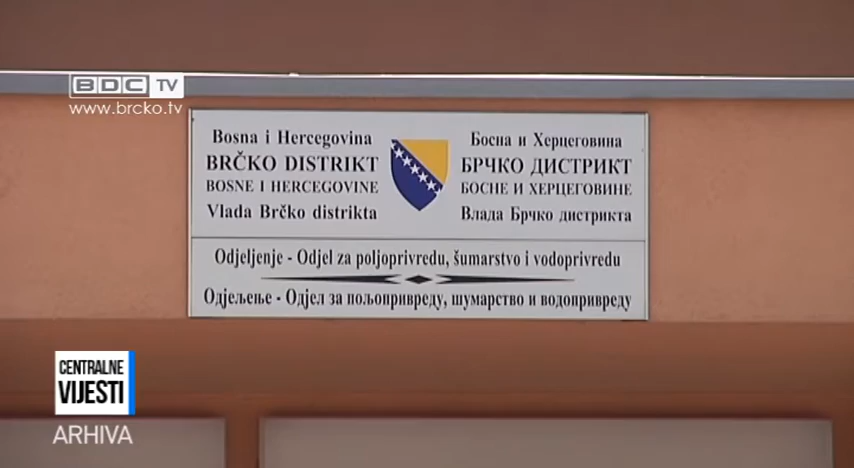 BDC TV
www.brcko.tv
Bosna i Hercegovina
BRČKO DISTRIKT
BOSNE I HERCEGOVINE
Vlada Brčko distrikta
Босна и Херцеговина
БРЧКО ДИСТРИКТ
БОСНЕ И ХЕРЦЕГОВИНЕ
Влада Брчко дистрикта
Odjeljenje - Odjel za poljoprivredu, šumarstvo i vodoprivredu
Одјељење - Одјел за пољопривреду, шумарство и водопривреду
CENTRALNE
VIJESTI
ARHIVA